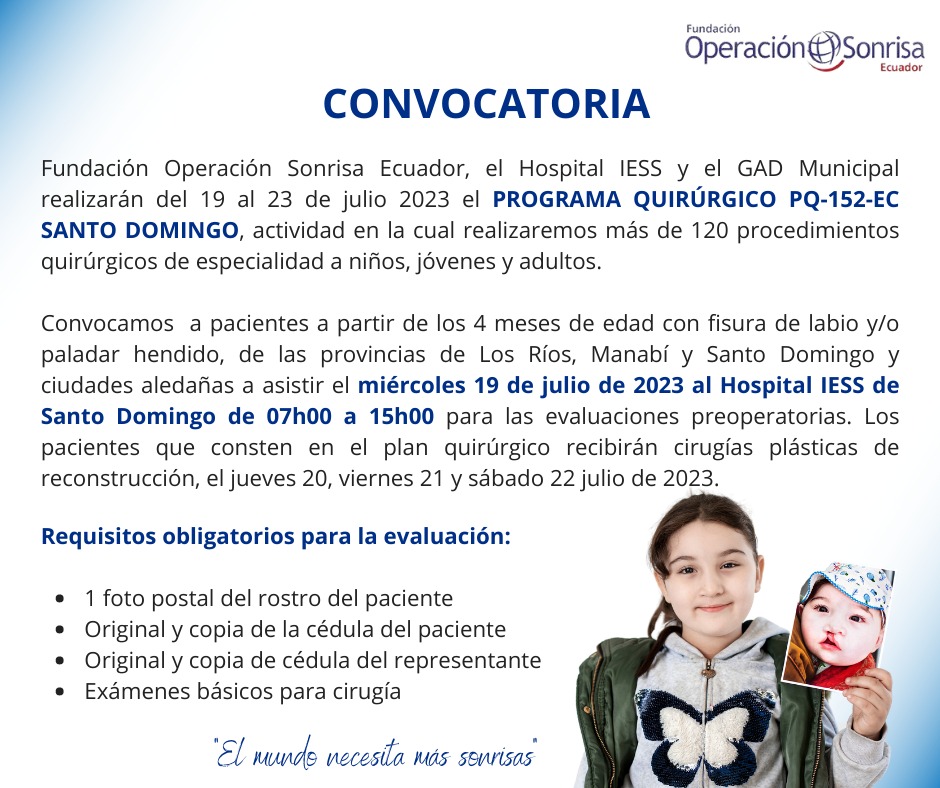 Fundación
Operación Sonrisa
Ecuador
CONVOCATORIA
Fundación Operación Sonrisa Ecuador, el Hospital IESS y el GAD Municipal
realizarán del 19 al 23 de julio 2023 el PROGRAMA QUIRÚRGICO PQ-152-EC
SANTO DOMINGO, actividad en la cual realizaremos más de 120 procedimientos
quirúrgicos de especialidad a niños, jóvenes y adultos.
Convocamos a pacientes a partir de los 4 meses de edad con fisura de labio y/o
paladar hendido, de las provincias de Los Ríos, Manabí y Santo Domingo y
ciudades aledañas a asistir el miércoles 19 de julio de 2023 al Hospital IESS de
Santo Domingo de 07h00 a 15h00 para las evaluaciones preoperatorias. Los
pacientes que consten en el plan quirúrgico recibirán cirugías plásticas de
reconstrucción, el jueves 20, viernes 21 y sábado 22 julio de 2023.
Requisitos obligatorios para la evaluación:
• 1 foto postal del rostro del paciente
• Original y copia de la cédula del paciente
• Original y copia de cédula del representante
• Exámenes básicos para cirugía
"El mundo necesita más sonrisas"